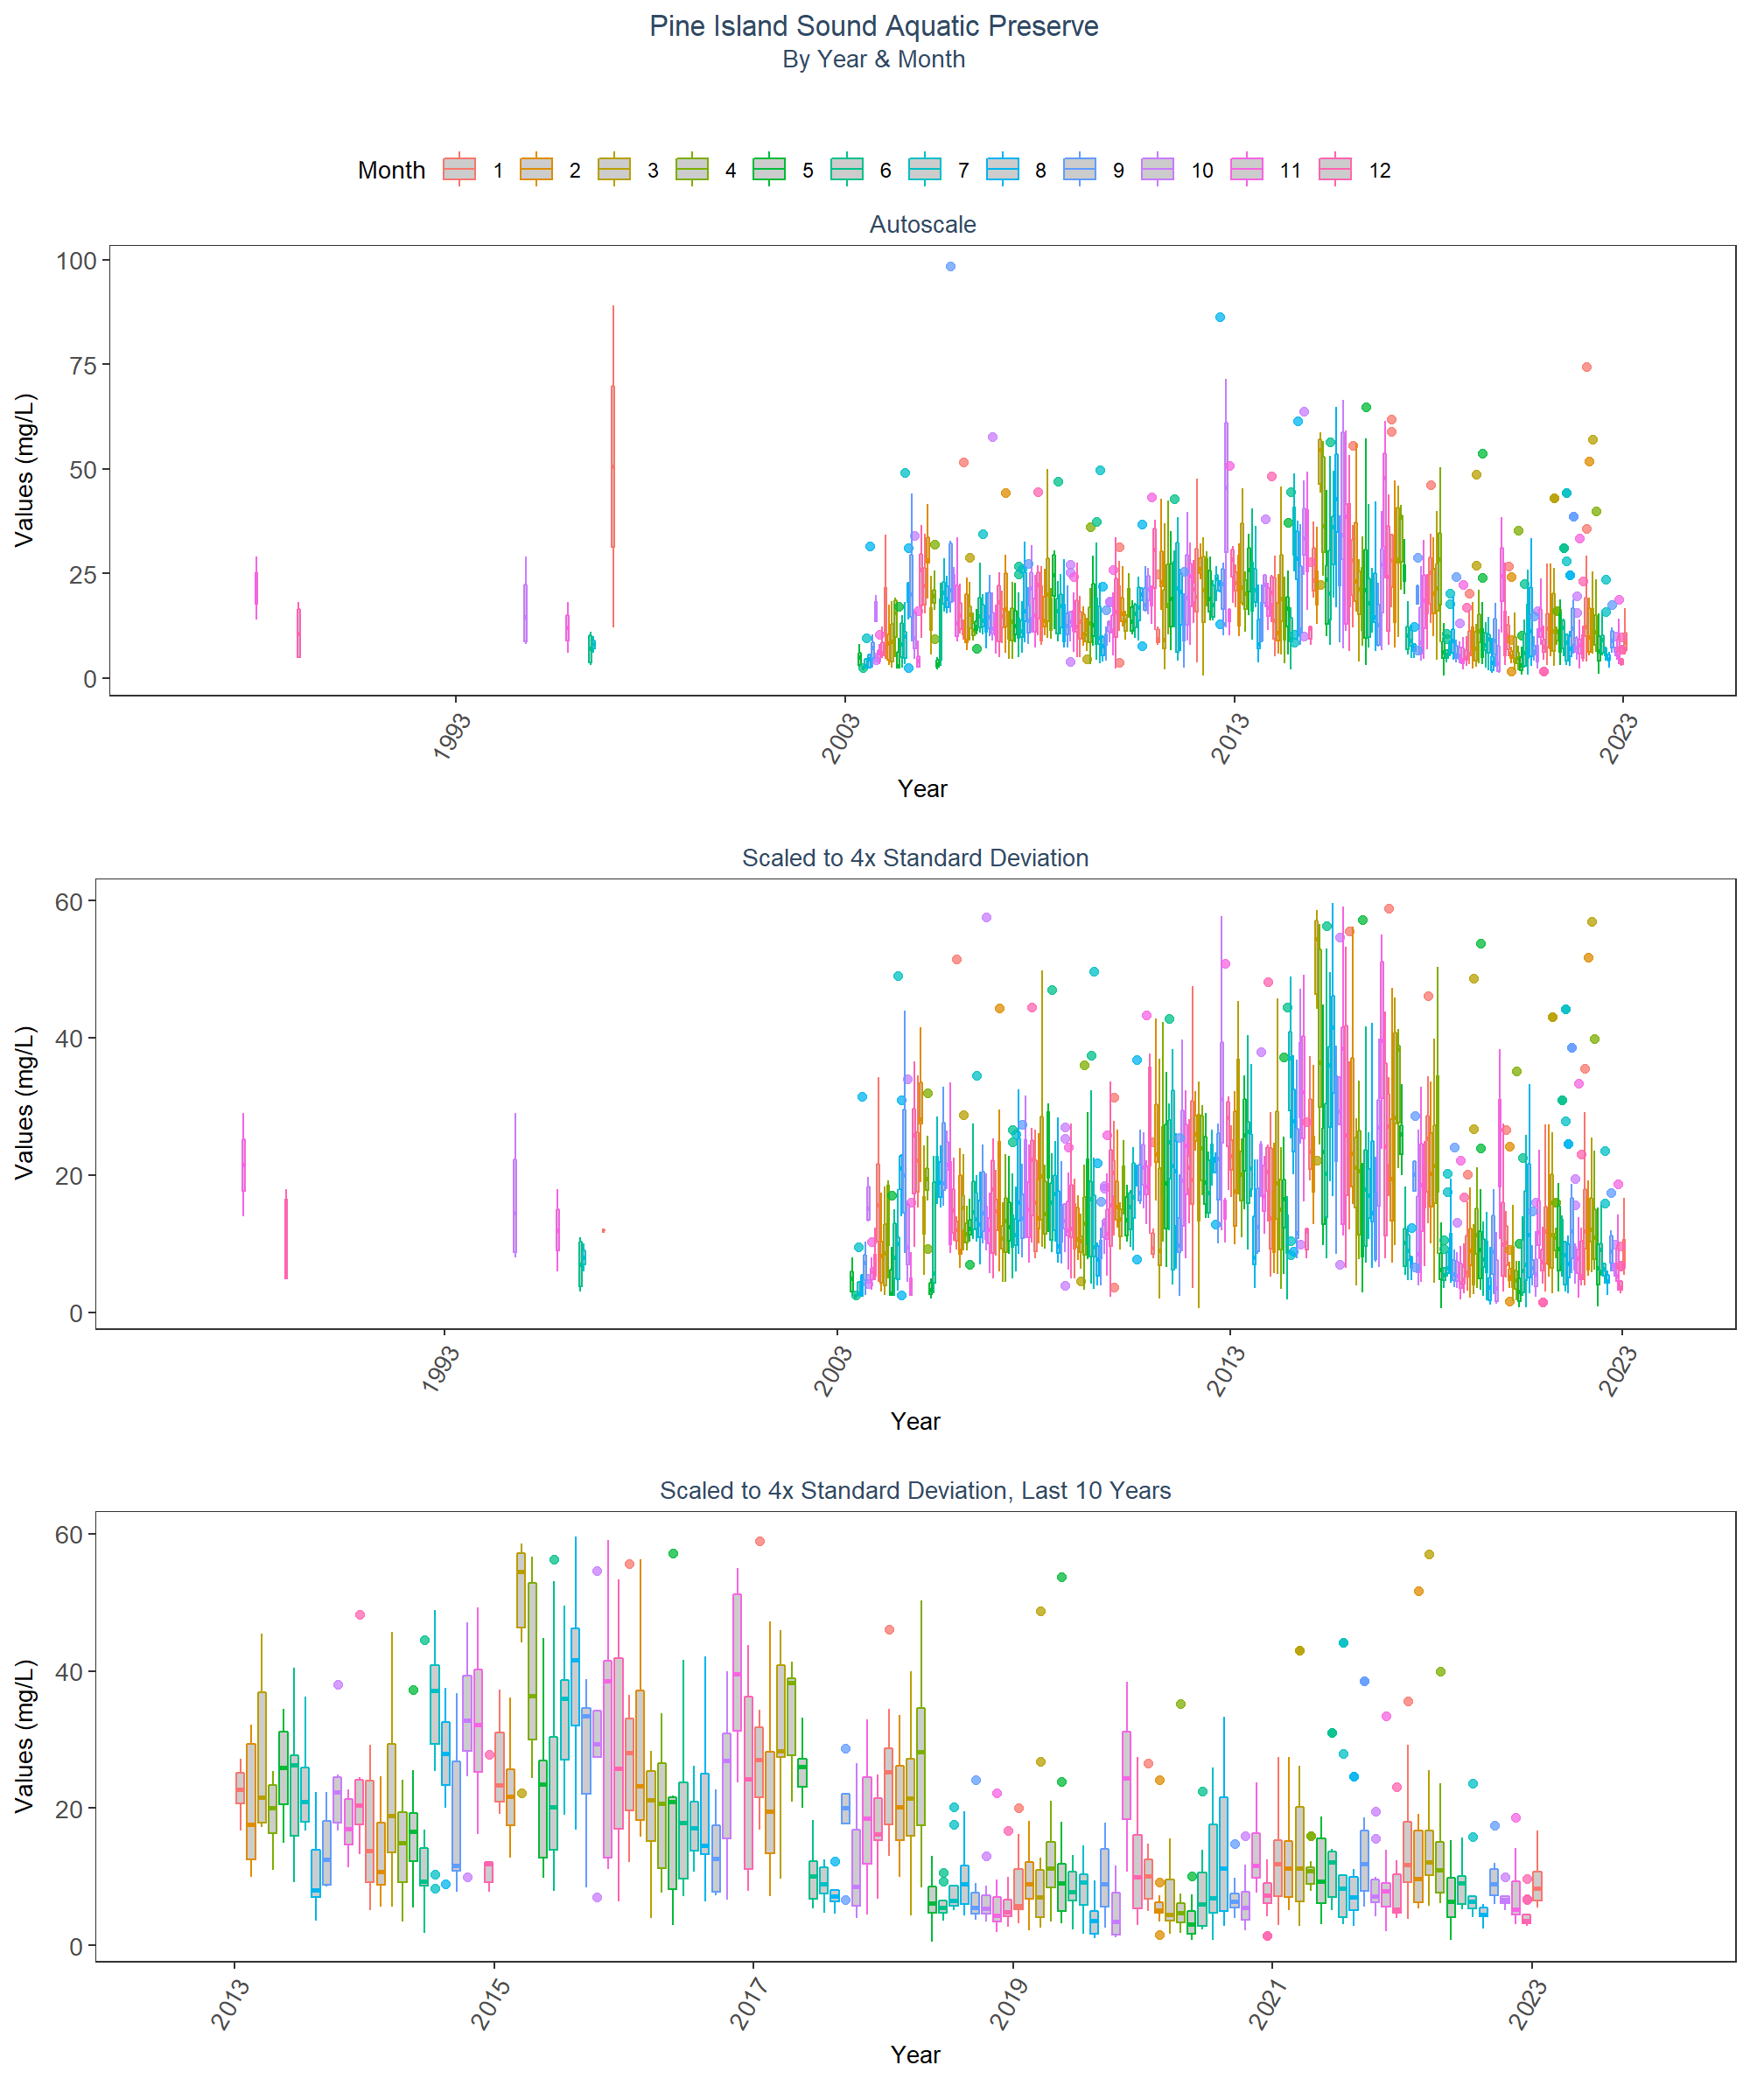 Pine Island Sound Aquatic Preserve
By Year & Month
Month 1 2 3 4 5 6 7 8 9 10 11 12
Autoscale
Values (mg/L)
100
75
50
25
0
1993 2003 2013 2023
Year
Scaled to 4x Standard Deviation
Values (mg/L)
60
40
20
0
1993 2003 2013 2023
Year
Scaled to 4x Standard Deviation, Last 10 Years
Values (mg/L)
60
40
20
0
2013 2015 2017 2019 2021 2023
Year